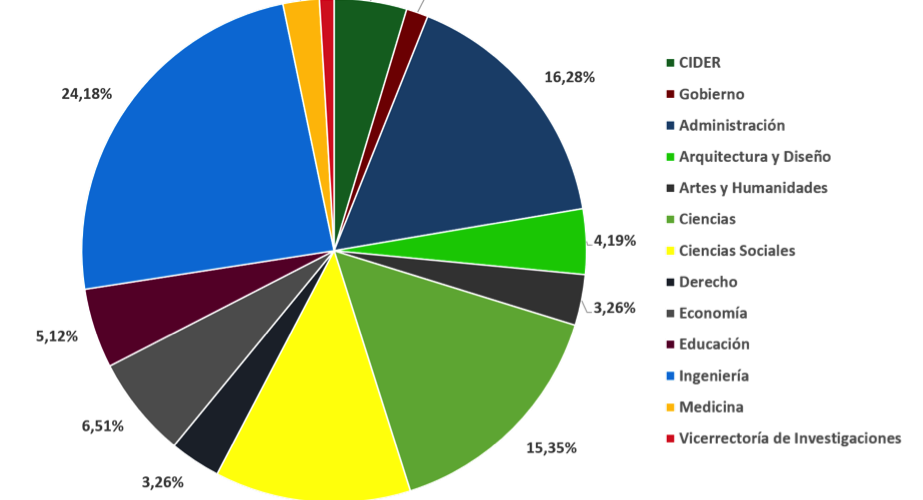 16,28%
24,18%
4,19%
3,26%
5,12%
6,51%
15,35%
3,26%
CIDER
Gobierno
Administración
Arquitectura y Diseño
Artes y Humanidades
Ciencias
Ciencias Sociales
Derecho
Economía
Educación
Ingeniería
Medicina
Vicerrectoría de Investigaciones